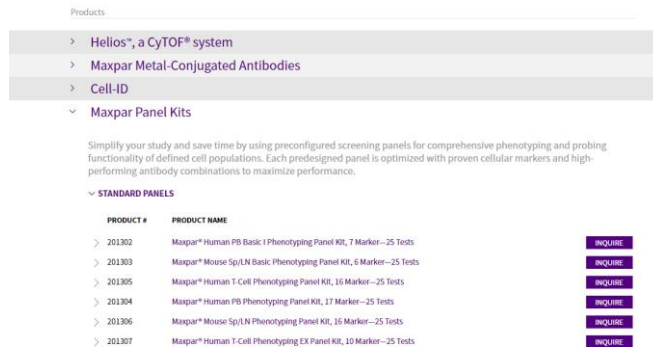 Products
Helios™, a CyTOF® system
Maxpar Metal-Conjugated Antibodies
Cell-ID
Maxpar Panel Kits
Simplify your study and save time by using preconfigured screening panels for comprehensive phenotyping and probing
functionality of defined cell populations. Each predesigned panel is optimized with proven cellular markers and high-
performing antibody combinations to maximize performance.
STANDARD PANELS
PRODUCT # PRODUCT NAME
201302 Maxpar® Human PB Basic I Phenotyping Panel Kit, 7 Marker—25 Tests INQUIRE
201303 Maxpar® Mouse Sp/LN Basic Phenotyping Panel Kit, 6 Marker—25 Tests INQUIRE
201305 Maxpar® Human T-Cell Phenotyping Panel Kit, 16 Marker—25 Tests INQUIRE
201304 Maxpar® Human PB Phenotyping Panel Kit, 17 Marker—25 Tests INQUIRE
201306 Maxpar® Mouse Sp/LN Phenotyping Panel Kit, 16 Marker—25 Tests INQUIRE
201307 Maxpar® Human T-Cell Phenotyping EX Panel Kit, 10 Marker—25 Tests INQUIRE